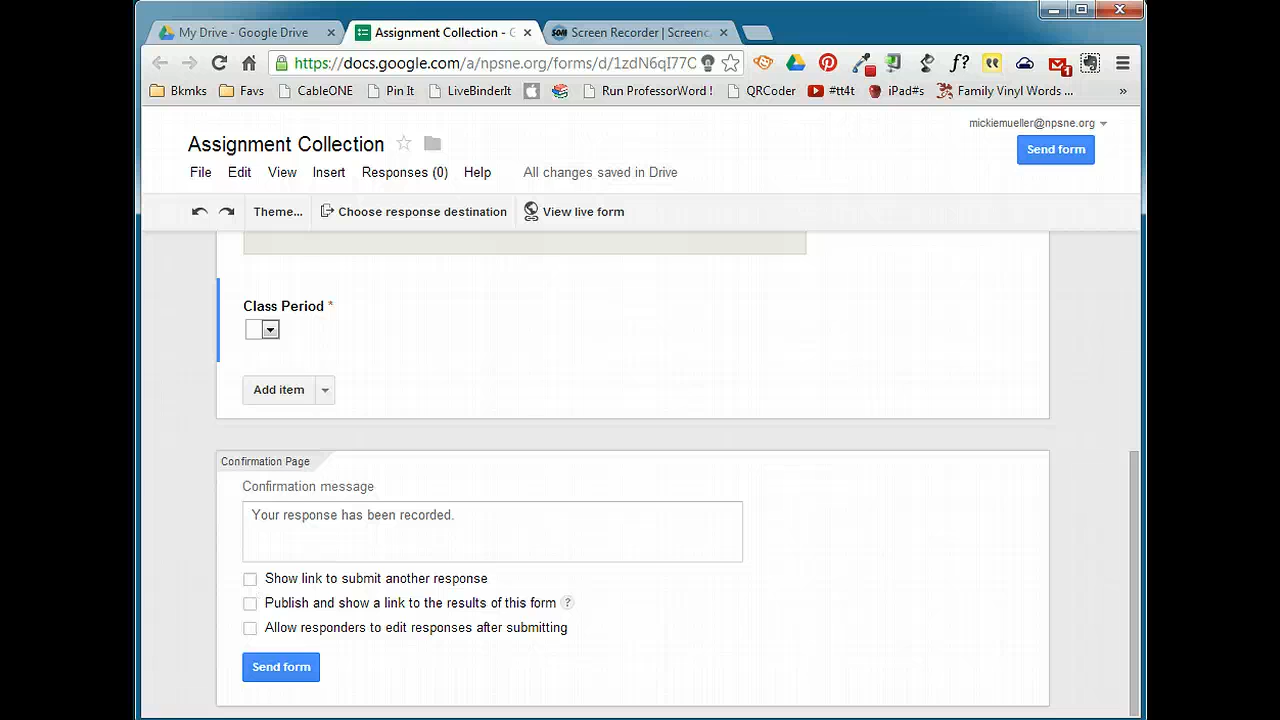 My Drive - Google Drive
Assignment Collection - G
Screen Recorder | Screenc
https://docs.google.com/a/npsne.org/forms/d/1zdN6qI77C
Bkmks Favs CableONE Pin It LiveBinderIt Run ProfessorWord ! QRCoder #tt4t iPad#s Family Vinyl Words ... »
mickiemueller@npsne.org
Assignment Collection
Send form
File Edit View Insert Responses (0) Help All changes saved in Drive
Theme... Choose response destination View live form
Class Period *
Add item
Confirmation Page
Confirmation message
Your response has been recorded.
Show link to submit another response
Publish and show a link to the results of this form ?
Allow responders to edit responses after submitting
Send form